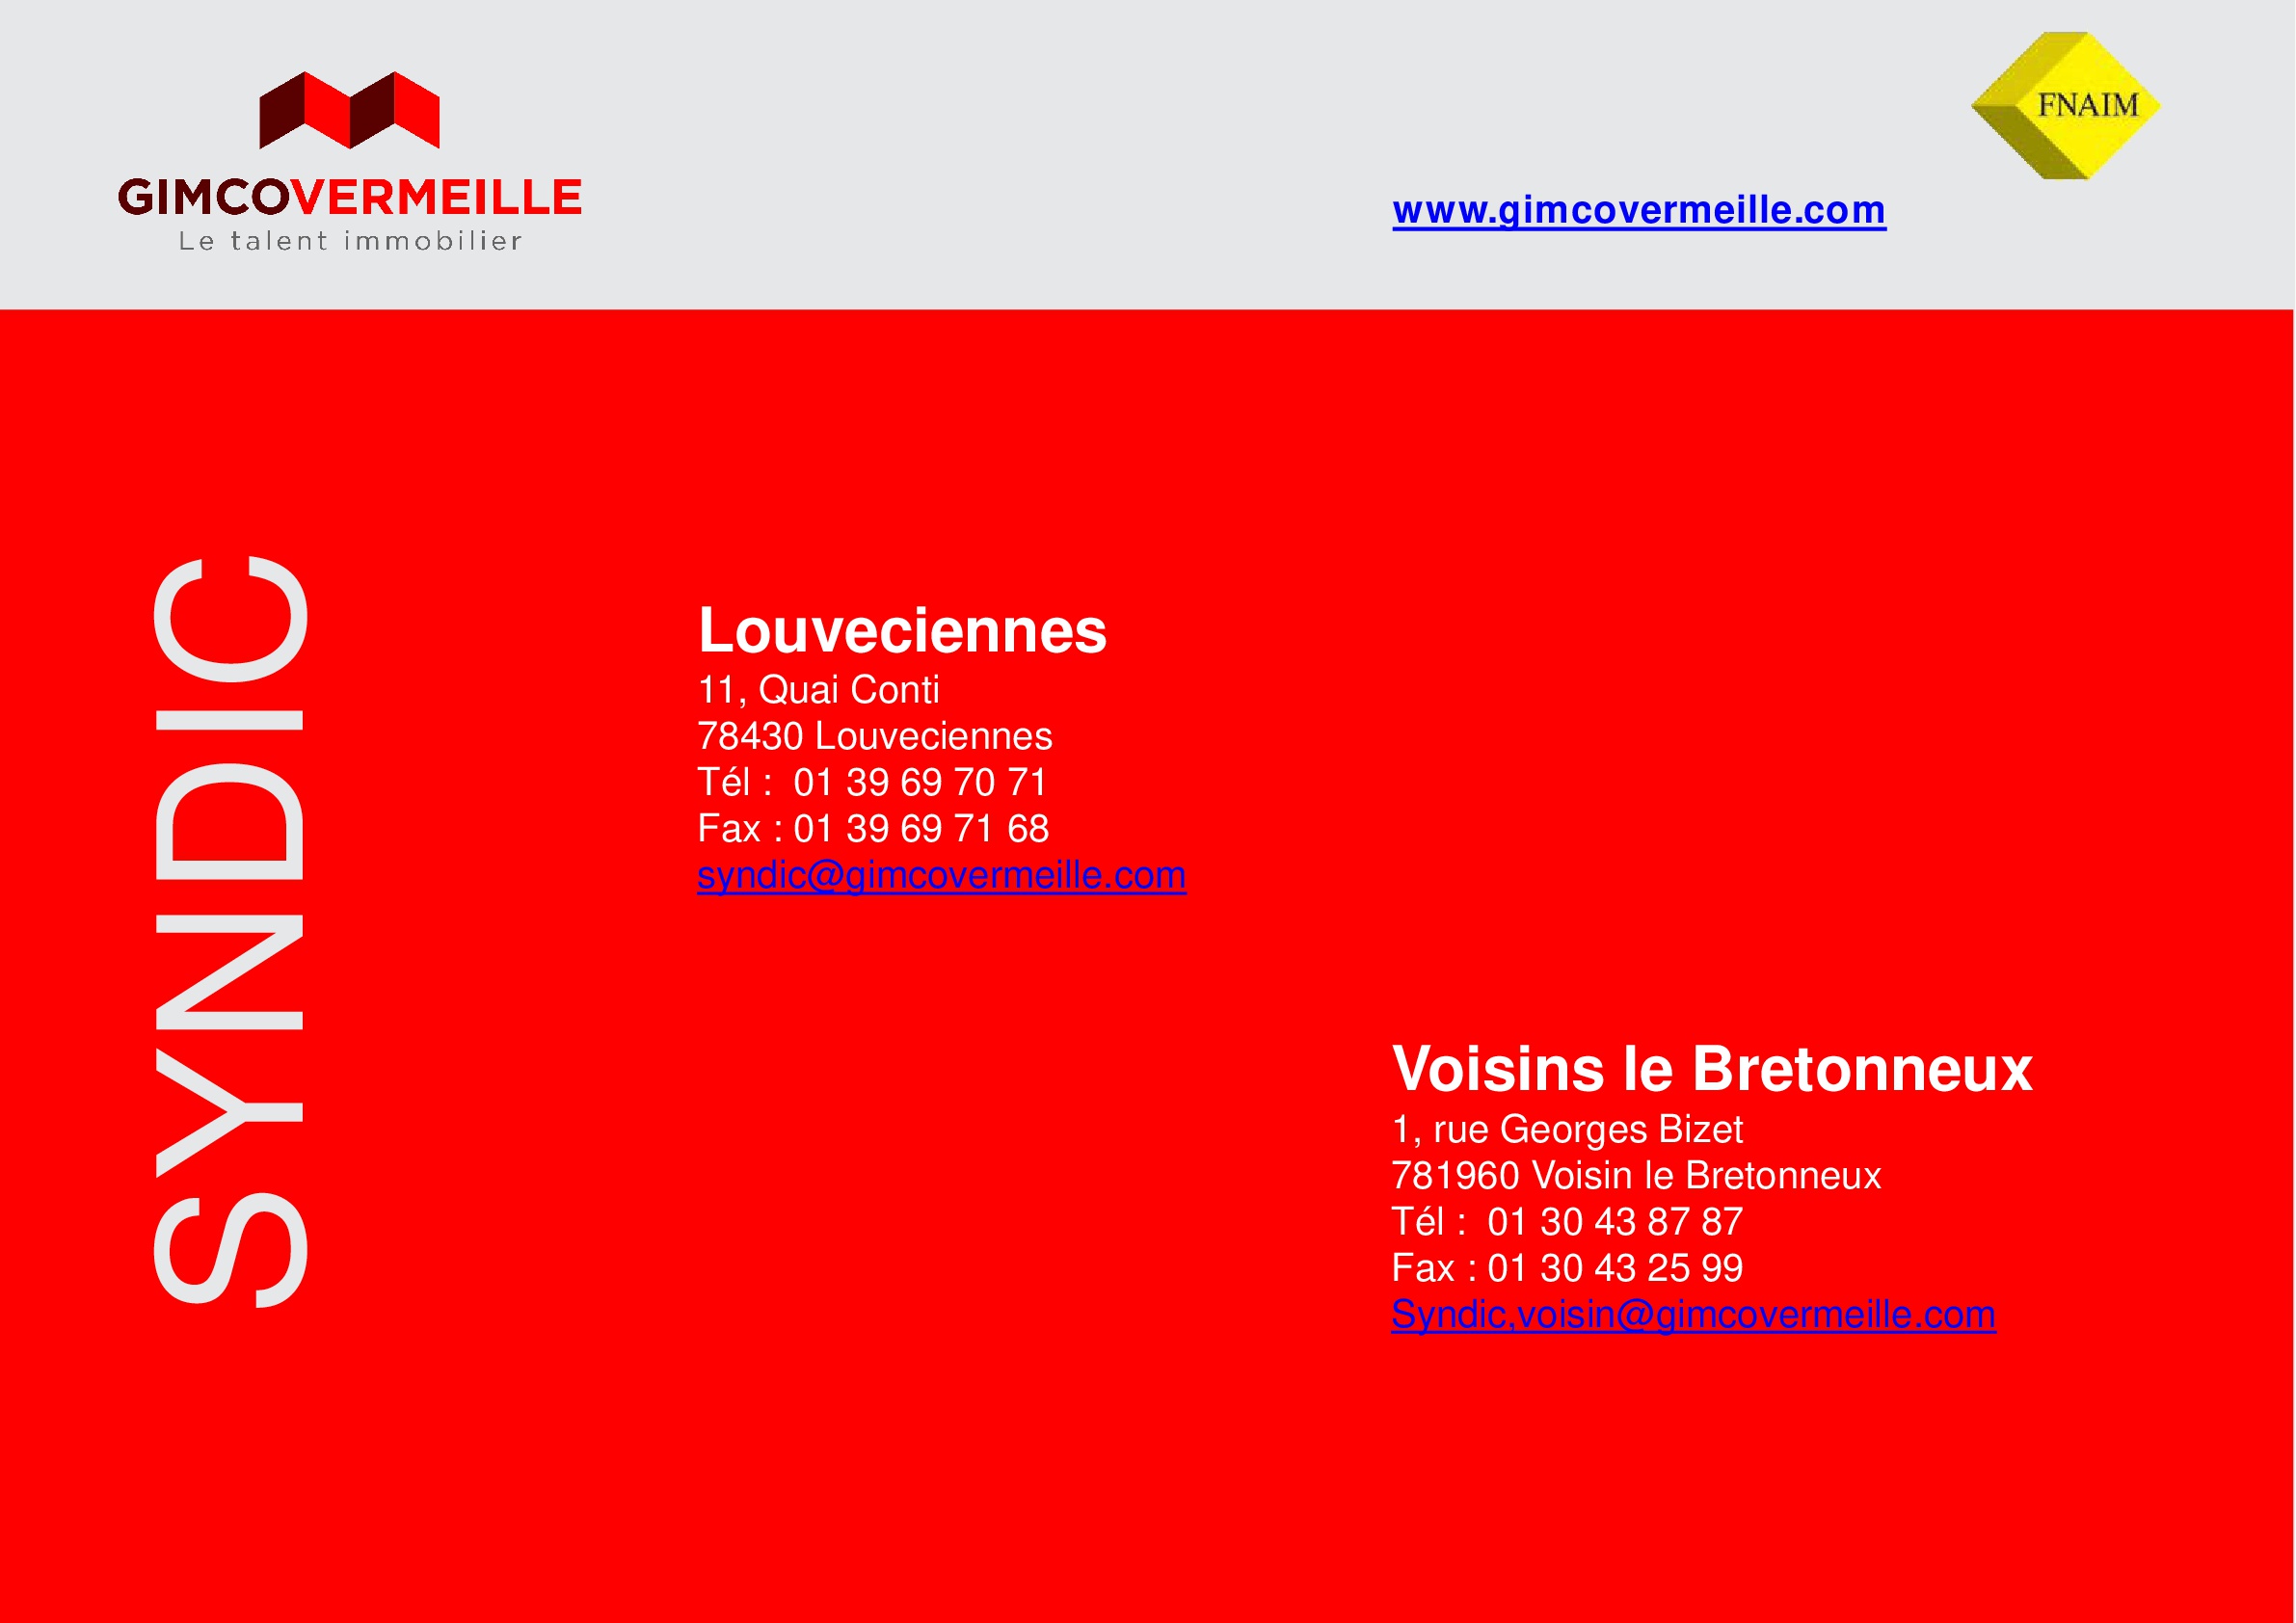 GIMCOVERMEILLE
Le talent immobilier
FNAIM
www.gimcovermeille.com
SYNDIC
Louveciennes
11, Quai Conti
78430 Louveciennes
Tél :  01 39 69 70 71
Fax : 01 39 69 71 68
syndic@gimcovermeille.com
Voisins le Bretonneux
1, rue Georges Bizet
781960 Voisin le Bretonneux
Tél :  01 30 43 87 87
Fax : 01 30 43 25 99
Syndic,voisin@gimcovermeille.com